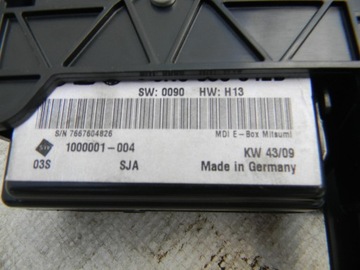 SW: 0090 HW: H13
S/N 7667604826 MDI E-Box Mitsumi
1000001-004 KW 43/09
03S SJA Made in Germany